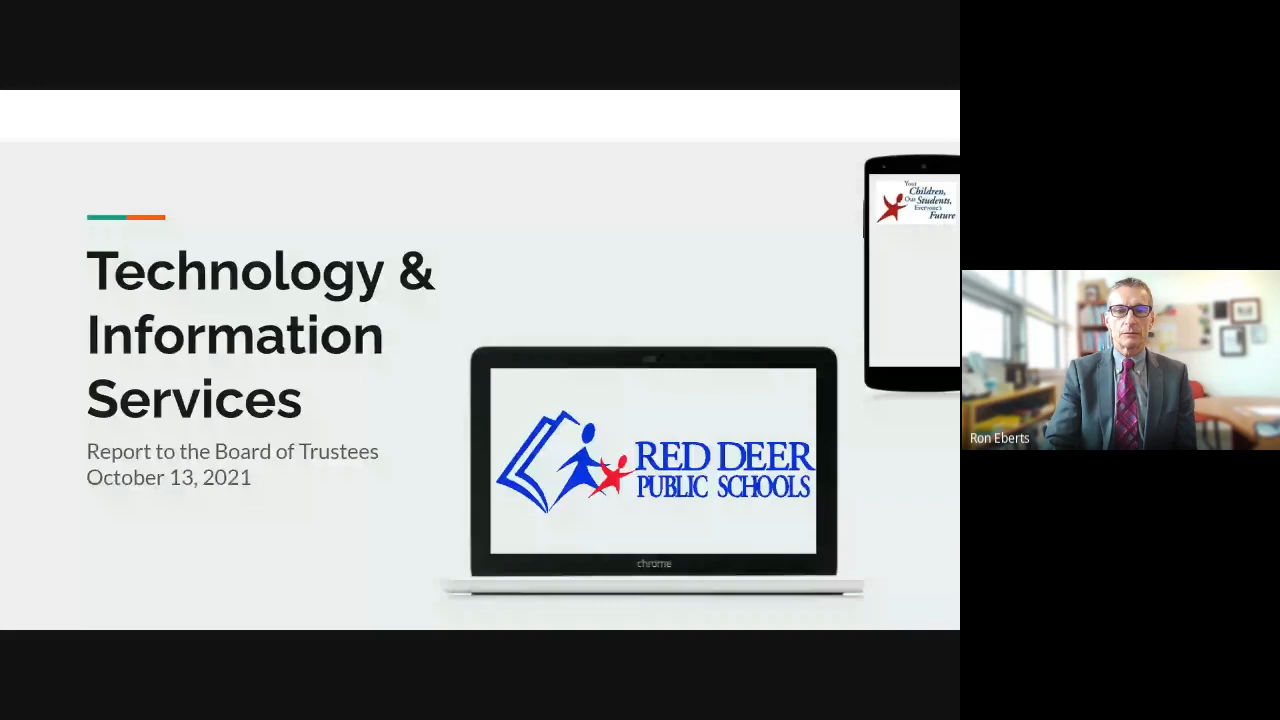 Technology &
Information
Services
Report to the Board of Trustees
October 13, 2021
Your
Children,
Our Students,
Everyone's
Future
RED DEER
PUBLIC SCHOOLS
chrome
Ron Eberts